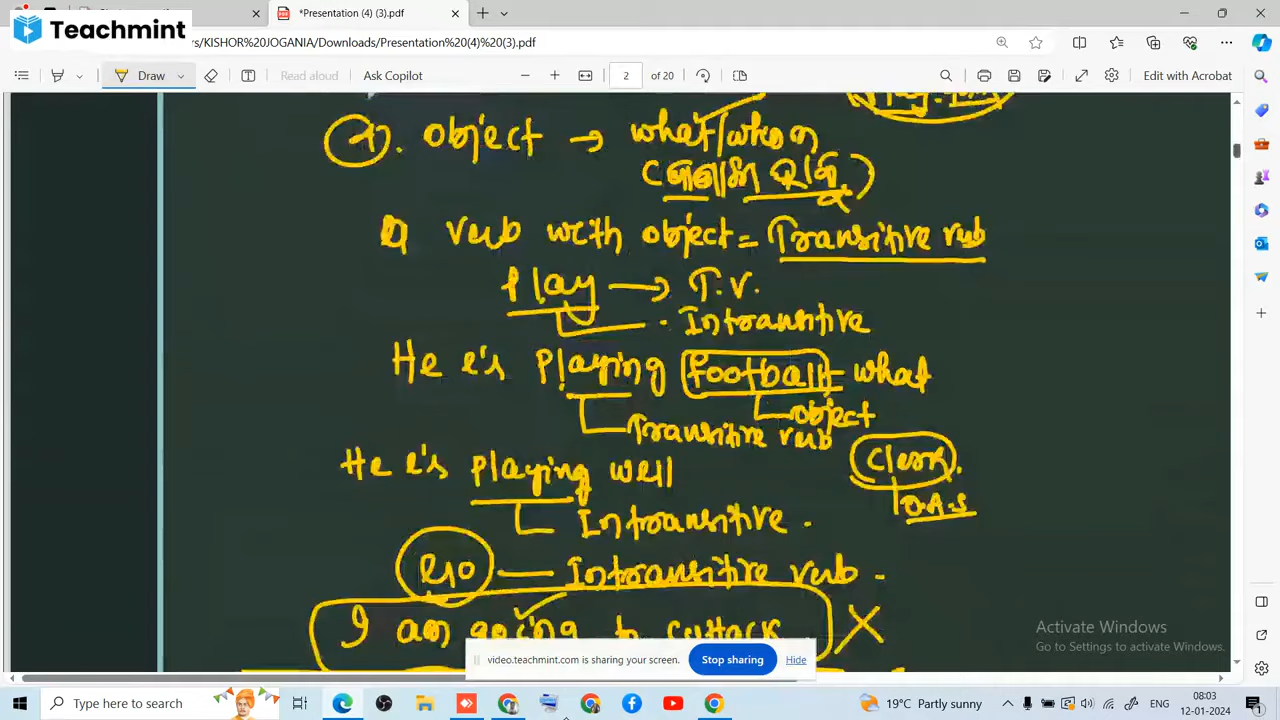 *Presentation (4) (3).pdf
Teachmint
rs/KISHOR%20JOGANIA/Downloads/Presentation%20(4)%20(3).pdf
Draw
Read aloud
Ask Copilot
2 of 20
Edit with Acrobat
object → what/whom
verb with object = Transitive verb
Play → T.V.
Intransitive
He is playing football what
object
Transitive verb
He is playing well
Clerk.
O.A.S
Intransitive.
Go — Intransitive verb.
I am going to cuttack X
video.teachmint.com is sharing your screen. Stop sharing Hide
Activate Windows
Go to Settings to activate Windows.
Type here to search
19°C Partly sunny
ENG
08:03
12-01-2024
1